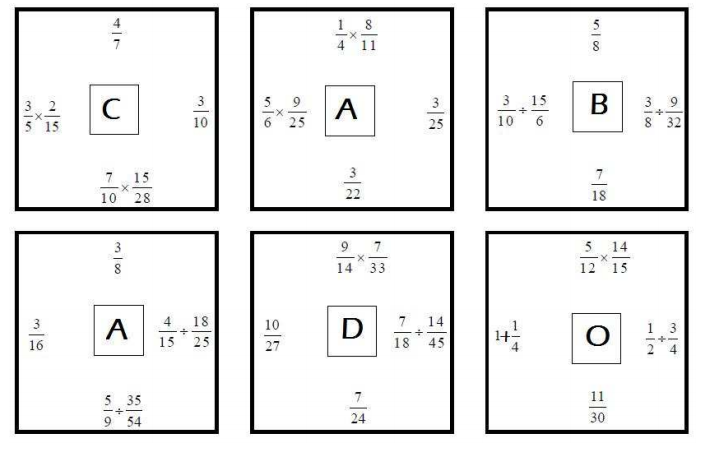 4/7
3/5 × 2/15
C
3/10
7/10 × 15/28
1/4 × 8/11
5/6 × 9/25
A
3/25
3/22
5/8
3/10 ÷ 15/6
B
3/8 ÷ 9/32
7/18
3/8
3/16
A
4/15 ÷ 18/25
5/9 ÷ 35/54
9/14 × 7/33
10/27
D
7/18 ÷ 14/45
7/24
5/12 × 14/15
1+ 1/4
O
1/2 ÷ 3/4
11/30